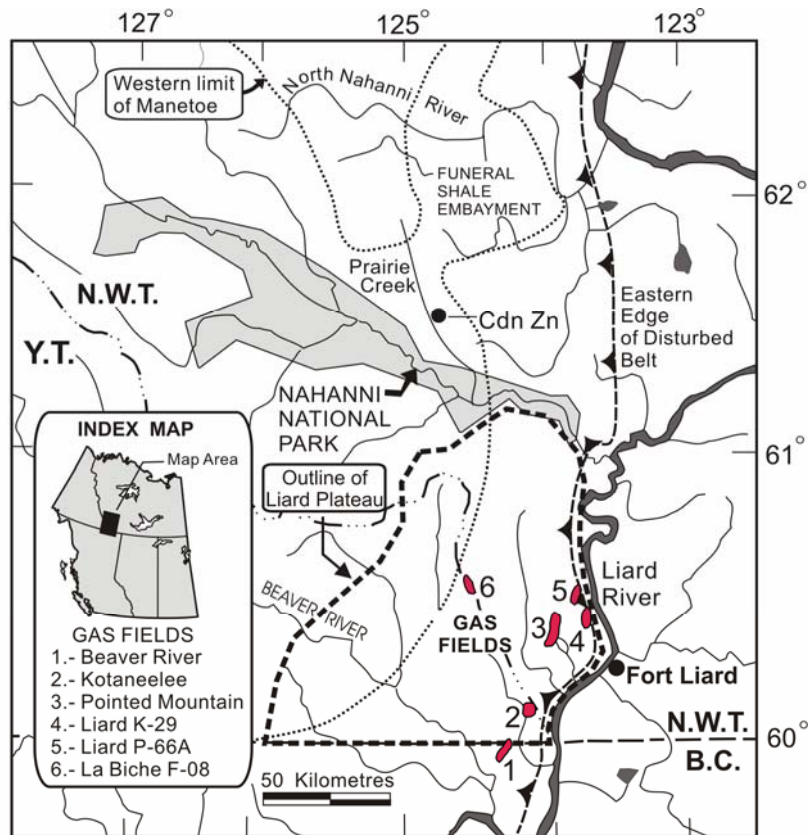 127°
125°
123°
Western limit
of Manetoe
North Nahanni River
FUNERAL
SHALE
EMBAYMENT
62°
Prairie
Creek
N.W.T.
Cdn Zn
Eastern
Edge
of Disturbed
Belt
Y.T.
NAHANNI
NATIONAL
PARK
INDEX MAP
Map Area
61°
Outline of
Liard Plateau
BEAVER RIVER
6
5
Liard
River
GAS
FIELDS
3
4
Fort Liard
2
N.W.T.
60°
B.C.
1
GAS FIELDS
1.- Beaver River
2.- Kotaneelee
3.- Pointed Mountain
4.- Liard K-29
5.- Liard P-66A
6.- La Biche F-08
50 Kilometres
127°
125°
123°